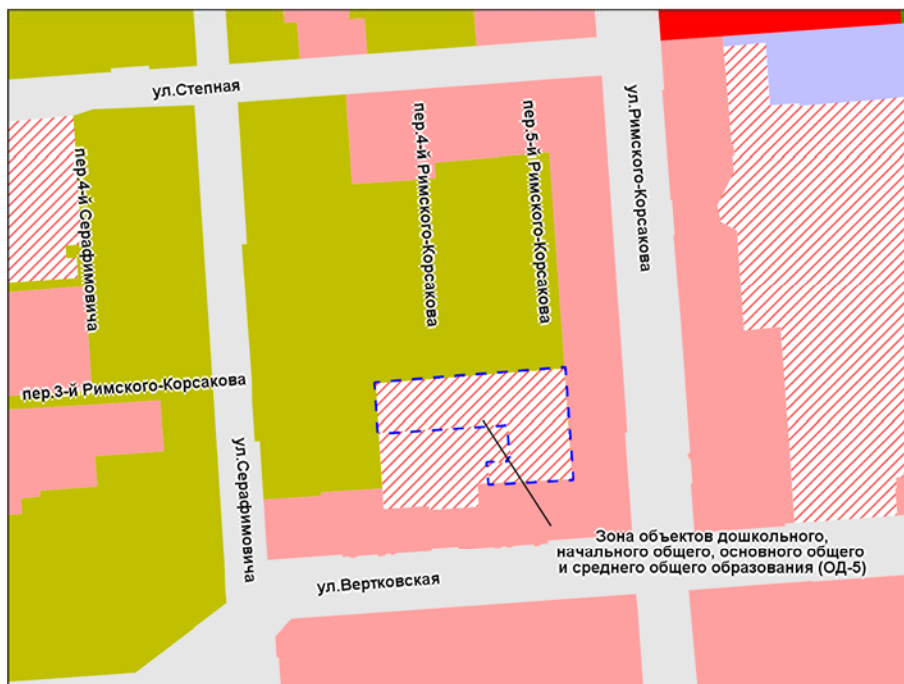 ул.Степная
пер.4-й Серафимовича
пер.4-й Римского-Корсакова
пер.5-й Римского-Корсакова
ул.Римского-Корсакова
пер.3-й Римского-Корсакова
ул.Серафимовича
Зона объектов дошкольного,
начального общего, основного общего
и среднего общего образования (ОД-5)
ул.Вертковская